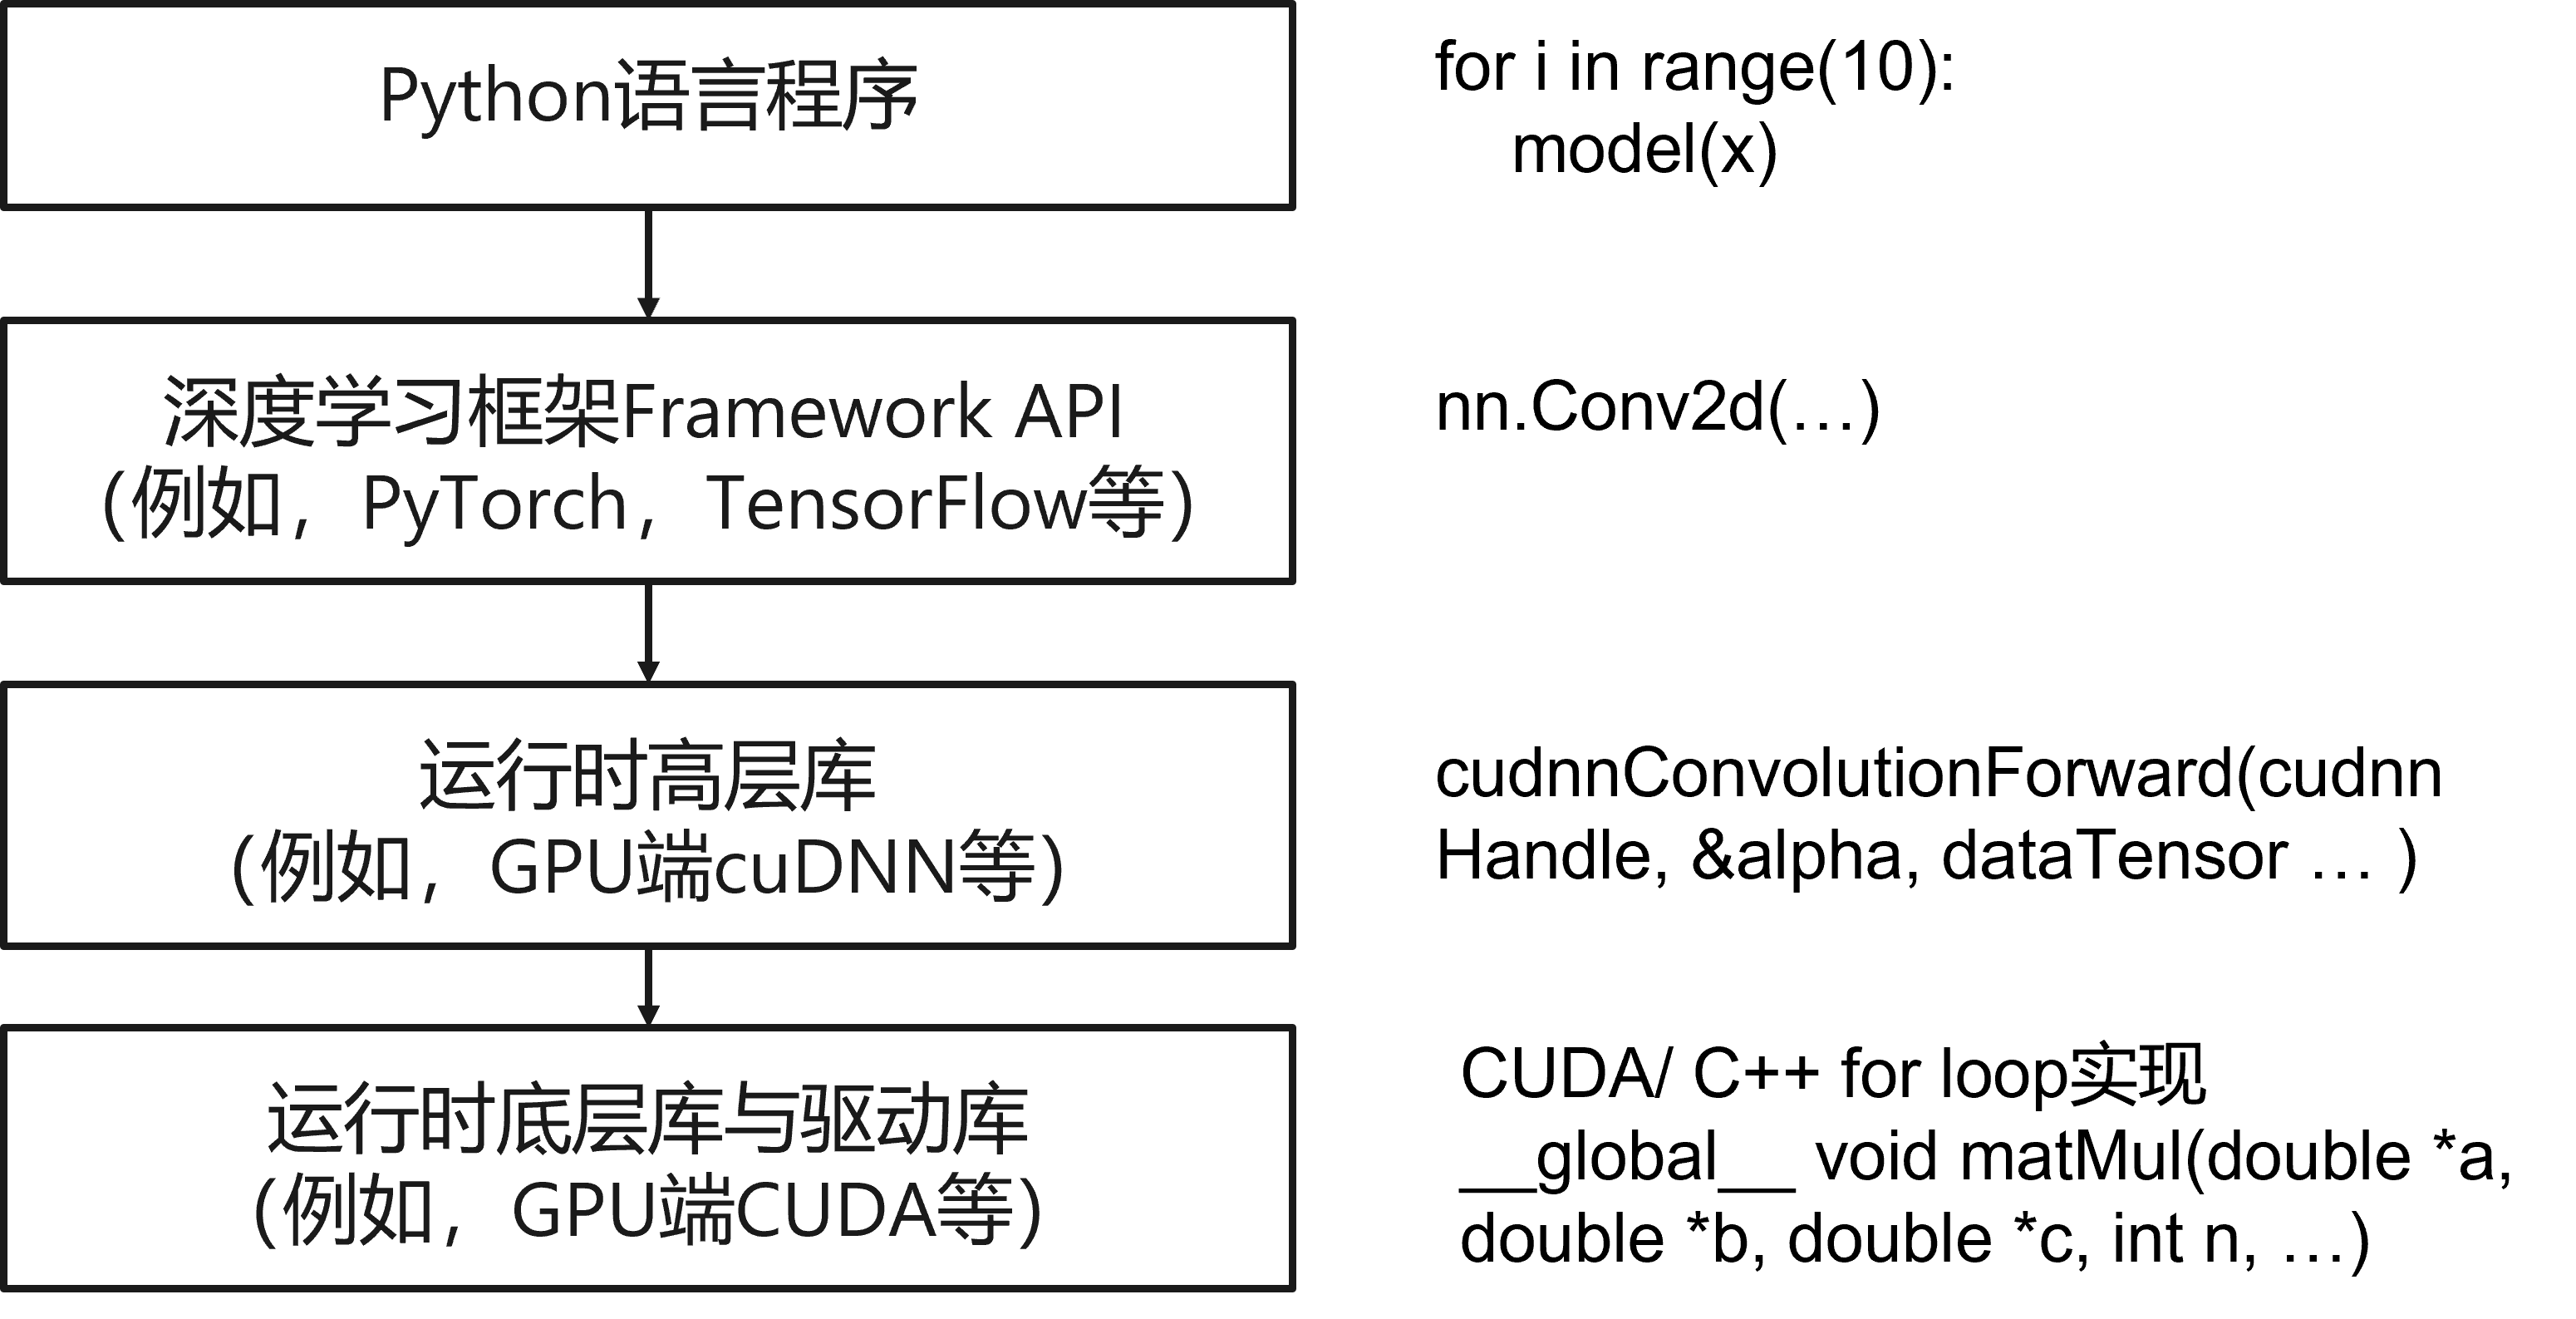 Python语言程序
for i in range(10):
model(x)
深度学习框架Framework API
（例如，PyTorch，TensorFlow等）
nn.Conv2d(…)
运行时高层库
（例如，GPU端cuDNN等）
cudnnConvolutionForward(cudnn
Handle, &alpha, dataTensor … )
运行时底层库与驱动库
（例如，GPU端CUDA等）
CUDA/ C++ for loop实现
__global__ void matMul(double *a,
double *b, double *c, int n, …)